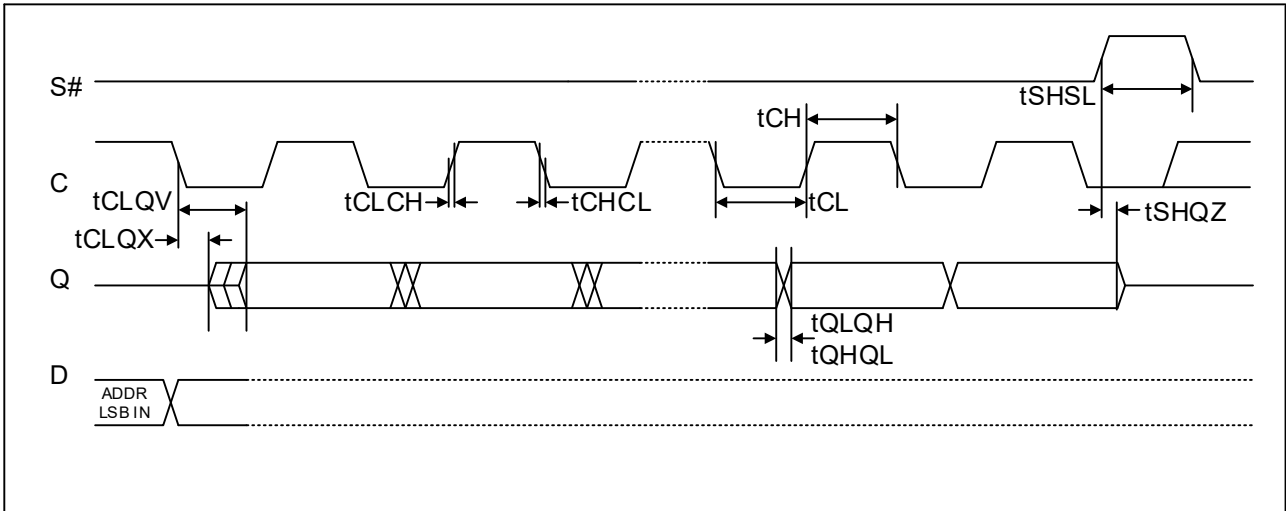 S#
tSHSL
tCH
C
tCLQV
tCLCH
tCHCL
tCL
tSHQZ
tCLQX
Q
tQLQH
tQHQL
D
ADDR
LSB IN